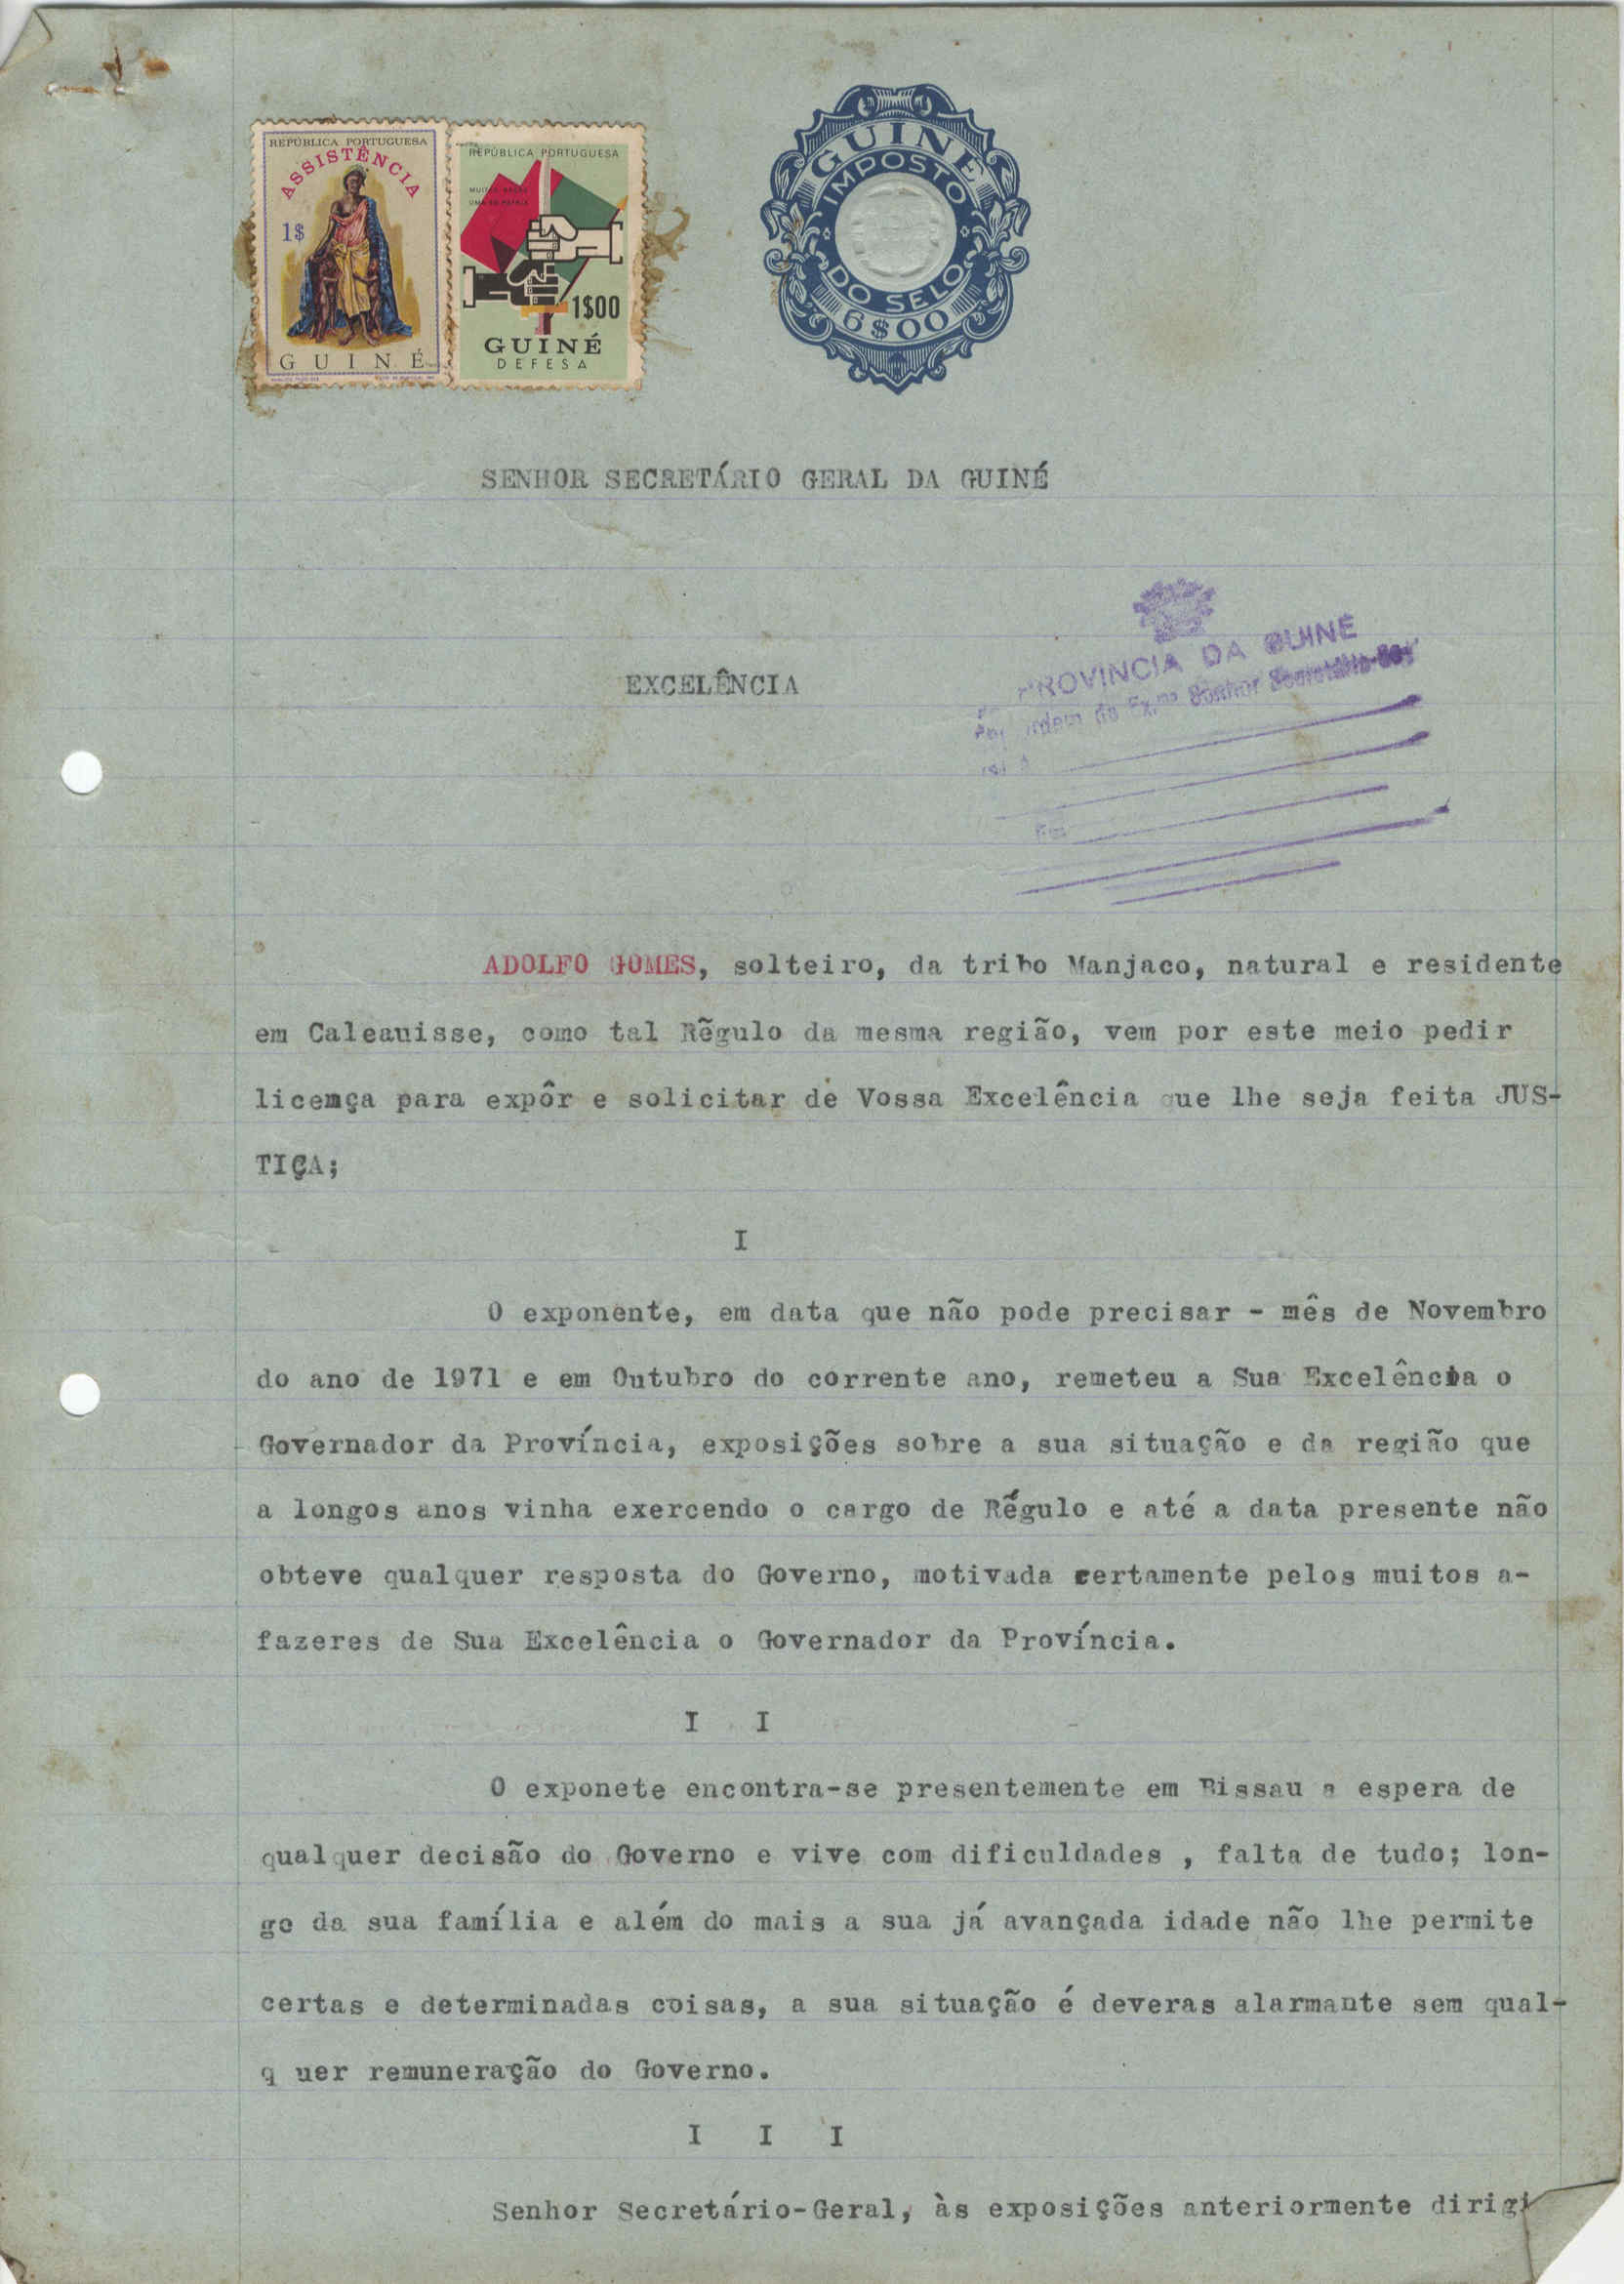 REPÚBLICA PORTUGUESA
ASSISTÊNCIA
1$
GUINÉ
REPÚBLICA PORTUGUESA
1$00
GUINÉ
DEFESA
GUINÉ
IMPOSTO
DO SELO
6$00
SENHOR SECRETÁRIO GERAL DA GUINÉ
PROVINCIA DA GUINÉ
ordem do Ex.mo Senhor
EXCELÊNCIA
ADOLFO GOMES, solteiro, da tribo Manjaco, natural e residente
em Caleauisse, como tal Rẽgulo da mesma região, vem por este meio pedir
licemça para expôr e solicitar de Vossa Excelência que lhe seja feita JUS-
TIÇA;
I
O exponente, em data que não pode precisar - mês de Novembro
do ano de 1971 e em Outubro do corrente ano, remeteu a Sua Excelência o
Governador da Província, exposições sobre a sua situação e da região que
a longos anos vinha exercendo o cargo de Régulo e até a data presente não
obteve qualquer resposta do Governo, motivada certamente pelos muitos a-
fazeres de Sua Excelência o Governador da Província.
I I
O exponete encontra-se presentemente em Bissau a espera de
qualquer decisão do Governo e vive com dificuldades , falta de tudo; lon-
ge da sua família e além do mais a sua já avançada idade não lhe permite
certas e determinadas coisas, a sua situação é deveras alarmante sem qual-
q uer remuneração do Governo.
I I I
Senhor Secretário-Geral, às exposições anteriormente dirigi